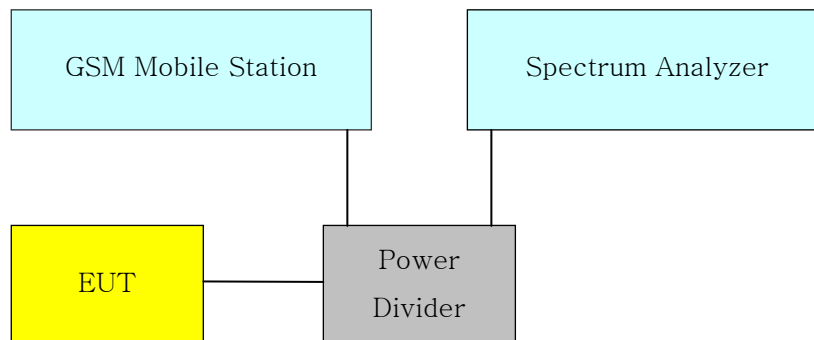 GSM Mobile Station
Spectrum Analyzer
EUT
Power
Divider